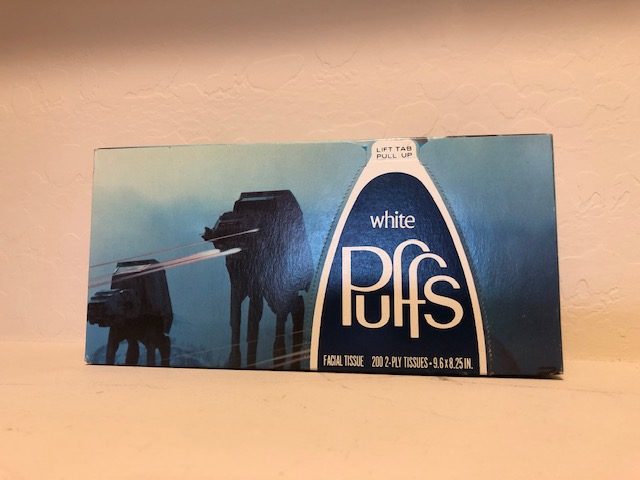 LIFT TAB
PULL UP
white
Puffs
FACIAL TISSUE 200 2-PLY TISSUES • 9.6 x 8.25 IN.